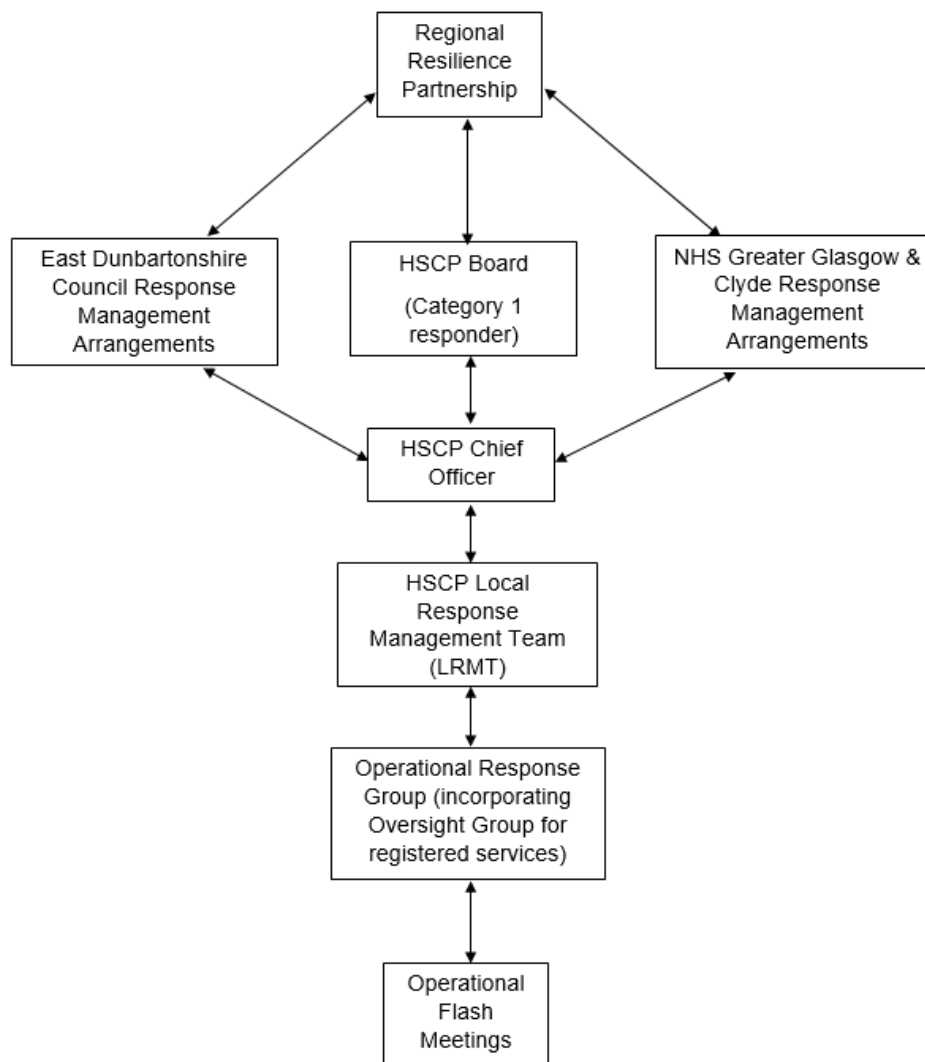 Regional
Resilience
Partnership
East Dunbartonshire
Council Response
Management
Arrangements
HSCP Board
(Category 1
responder)
NHS Greater Glasgow &
Clyde Response
Management
Arrangements
HSCP Chief
Officer
HSCP Local
Response
Management Team
(LRMT)
Operational Response
Group (incorporating
Oversight Group for
registered services)
Operational
Flash
Meetings